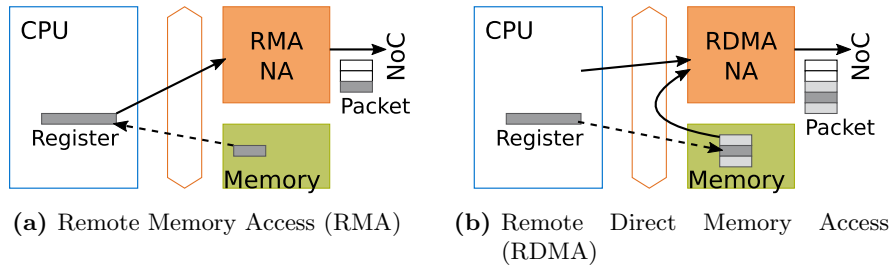 CPU
RMA
NA
NoC
Packet
Register
Memory
(a) Remote Memory Access (RMA)
CPU
RDMA
NA
NoC
Packet
Register
Memory
(b) Remote Direct Memory Access
(RDMA)